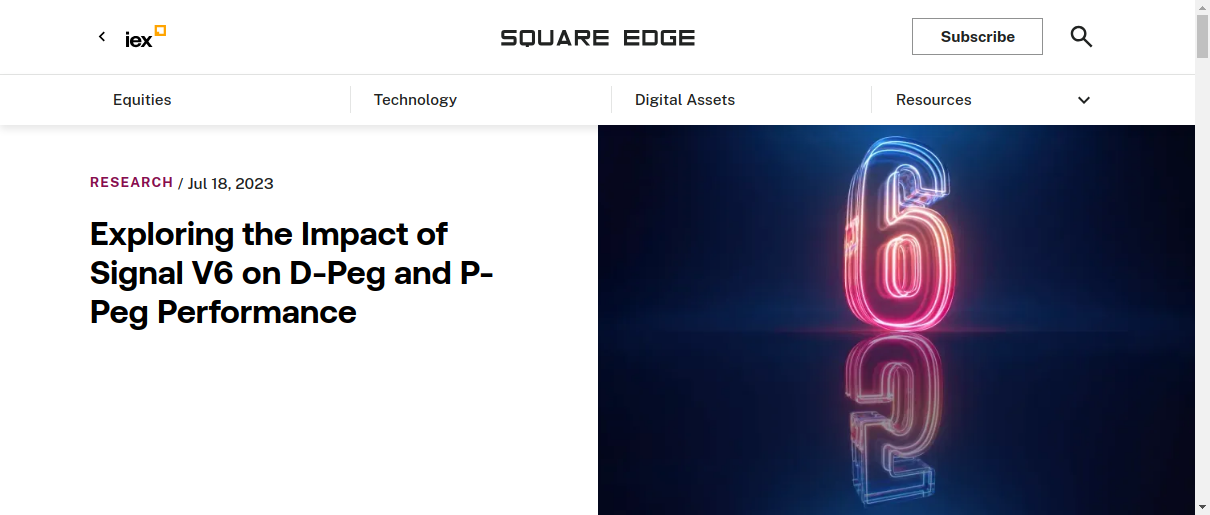 iex
SQUARE EDGE
Subscribe
Equities
Technology
Digital Assets
Resources
RESEARCH / Jul 18, 2023
Exploring the Impact of
Signal V6 on D-Peg and P-
Peg Performance
6